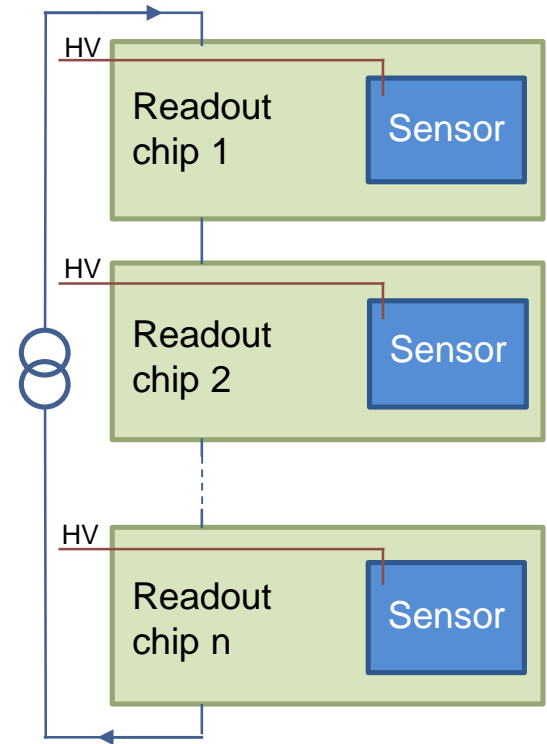 HV
Readout
chip 1
Sensor
HV
Readout
chip 2
Sensor
HV
Readout
chip n
Sensor